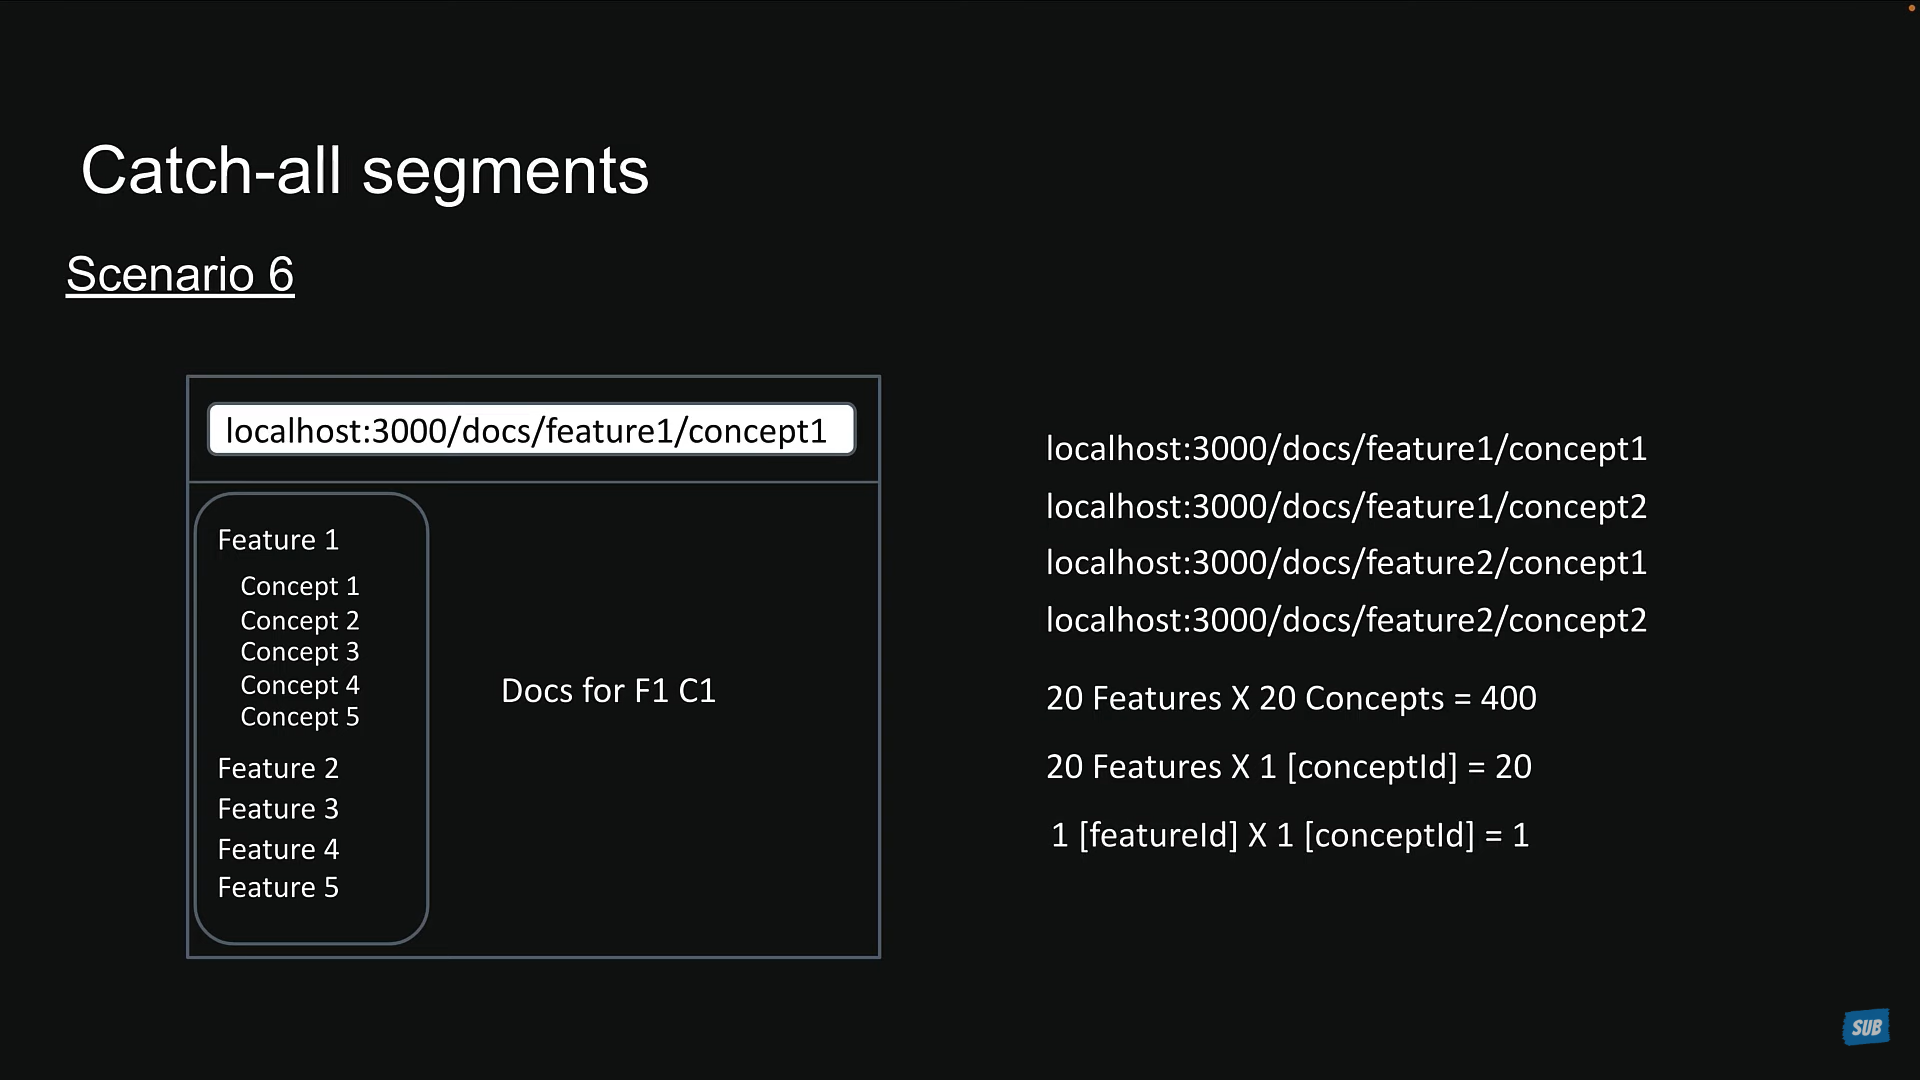 Catch-all segments
Scenario 6
localhost:3000/docs/feature1/concept1
Feature 1
Concept 1
Concept 2
Concept 3
Concept 4
Concept 5
Feature 2
Feature 3
Feature 4
Feature 5
Docs for F1 C1
localhost:3000/docs/feature1/concept1
localhost:3000/docs/feature1/concept2
localhost:3000/docs/feature2/concept1
localhost:3000/docs/feature2/concept2
20 Features X 20 Concepts = 400
20 Features X 1 [conceptId] = 20
1 [featureId] X 1 [conceptId] = 1
SUB